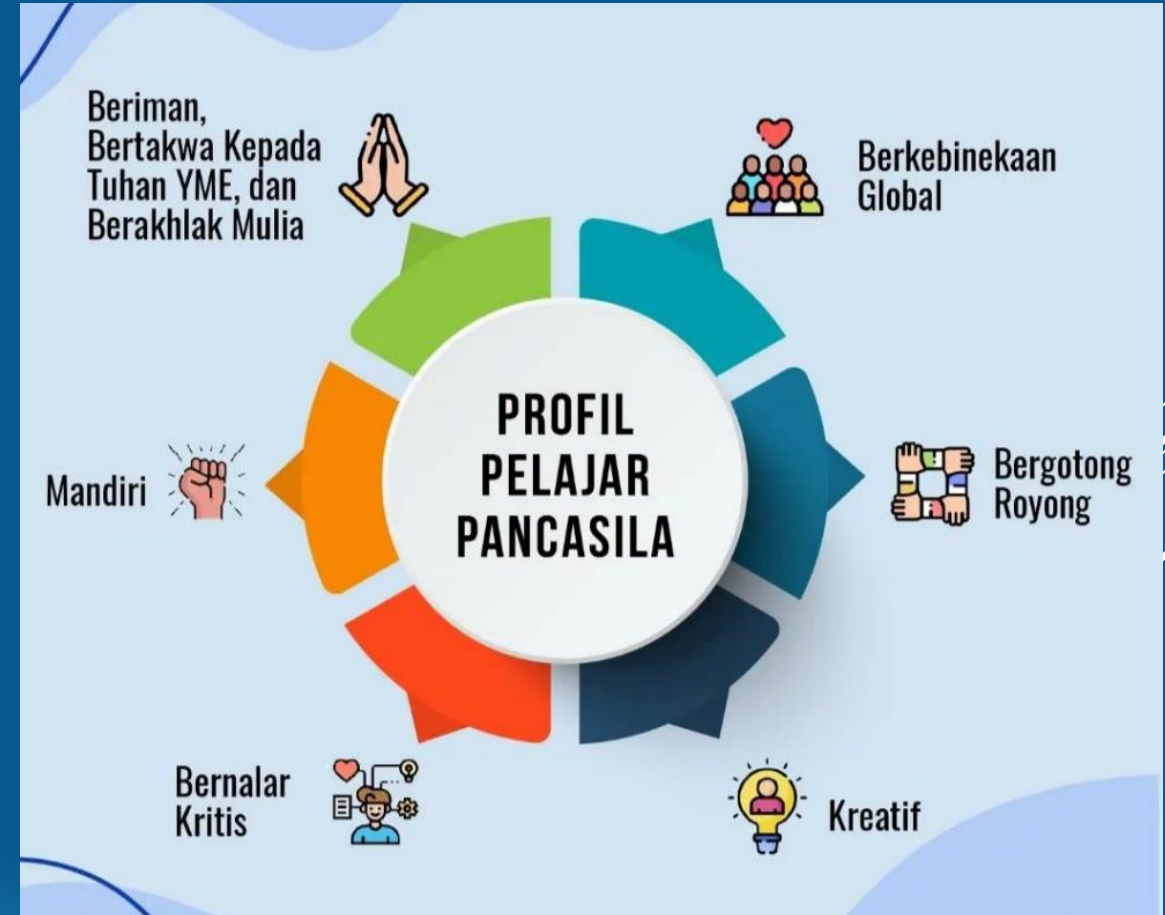 Beriman,
Bertakwa Kepada
Tuhan YME, dan
Berakhlak Mulia
Berkebinekaan
Global
Mandiri
PROFIL
PELAJAR
PANCASILA
Bergotong
Royong
Bernalar
Kritis
Kreatif